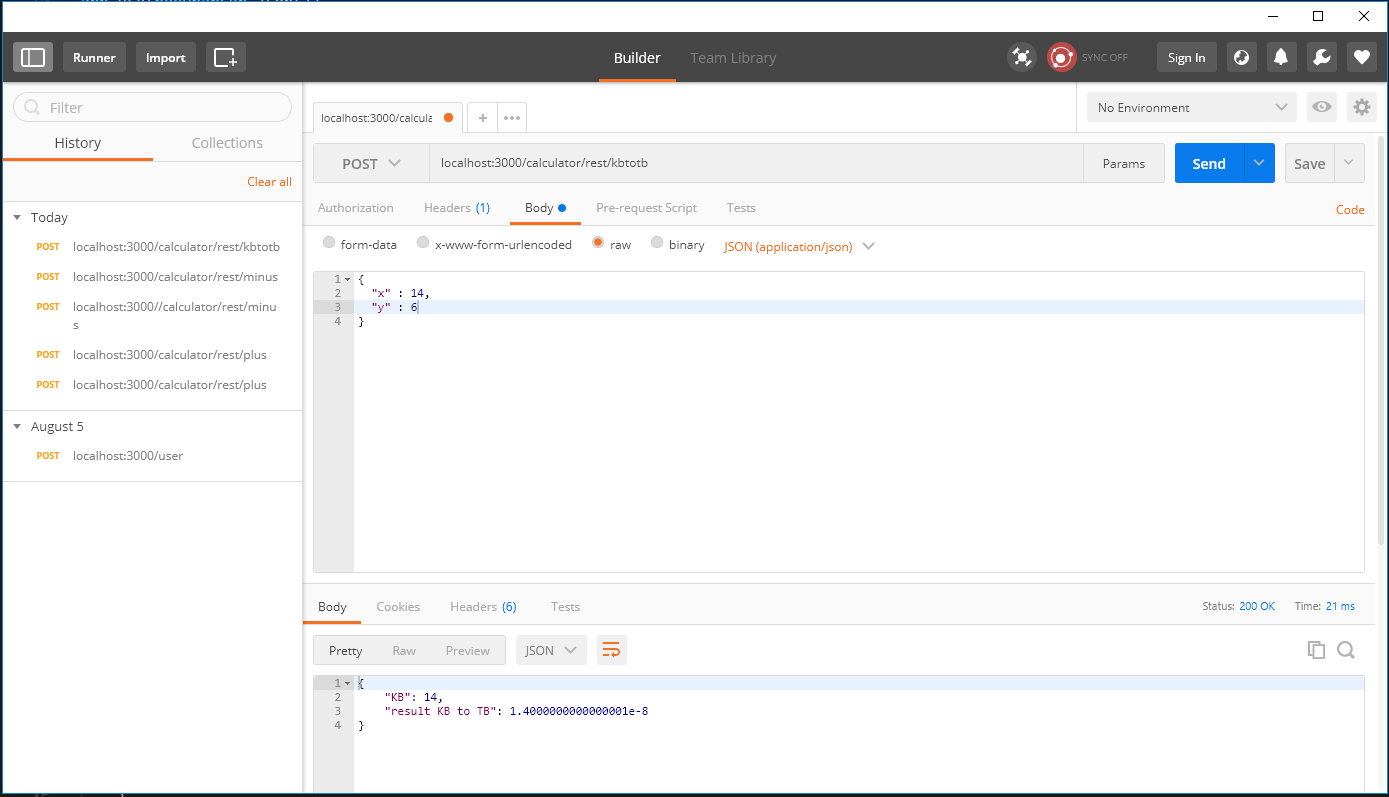 Runner
Import
Builder
Team Library
SYNC OFF
Sign In
Filter
History
Collections
Clear all
Today
POST localhost:3000/calculator/rest/kbtotb
POST localhost:3000/calculator/rest/minus
POST localhost:3000//calculator/rest/minu
s
POST localhost:3000/calculator/rest/plus
POST localhost:3000/calculator/rest/plus
August 5
POST localhost:3000/user
localhost:3000/calcula
No Environment
POST
localhost:3000/calculator/rest/kbtotb
Params
Send
Save
Authorization
Headers (1)
Body
Pre-request Script
Tests
Code
form-data
x-www-form-urlencoded
raw
binary
JSON (application/json)
1 {
2 "x" : 14,
3 "y" : 6
4 }
Body
Cookies
Headers (6)
Tests
Status: 200 OK
Time: 21 ms
Pretty
Raw
Preview
JSON
1 {
2 "KB": 14,
3 "result KB to TB": 1.4000000000000001e-8
4 }